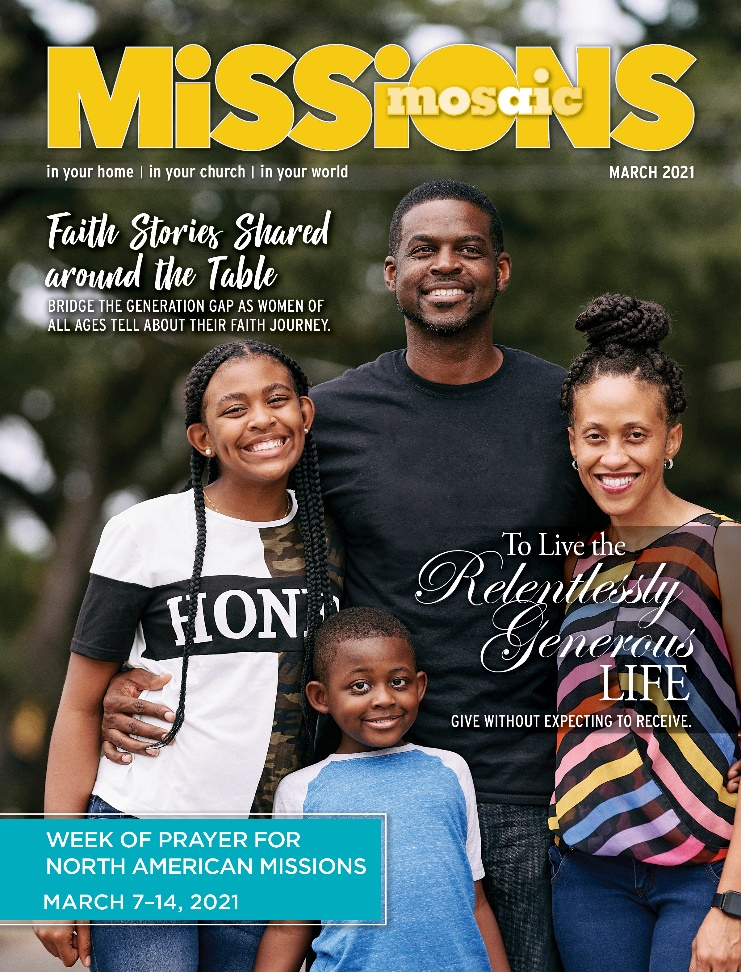 MiSSiONS
mosaic
in your home | in your church | in your world
MARCH 2021
Faith Stories Shared
around the Table
BRIDGE THE GENERATION GAP AS WOMEN OF
ALL AGES TELL ABOUT THEIR FAITH JOURNEY.
HON
To Live the
Relentlessly
Generous
LIFE
GIVE WITHOUT EXPECTING TO RECEIVE.
WEEK OF PRAYER FOR
NORTH AMERICAN MISSIONS
MARCH 7–14, 2021